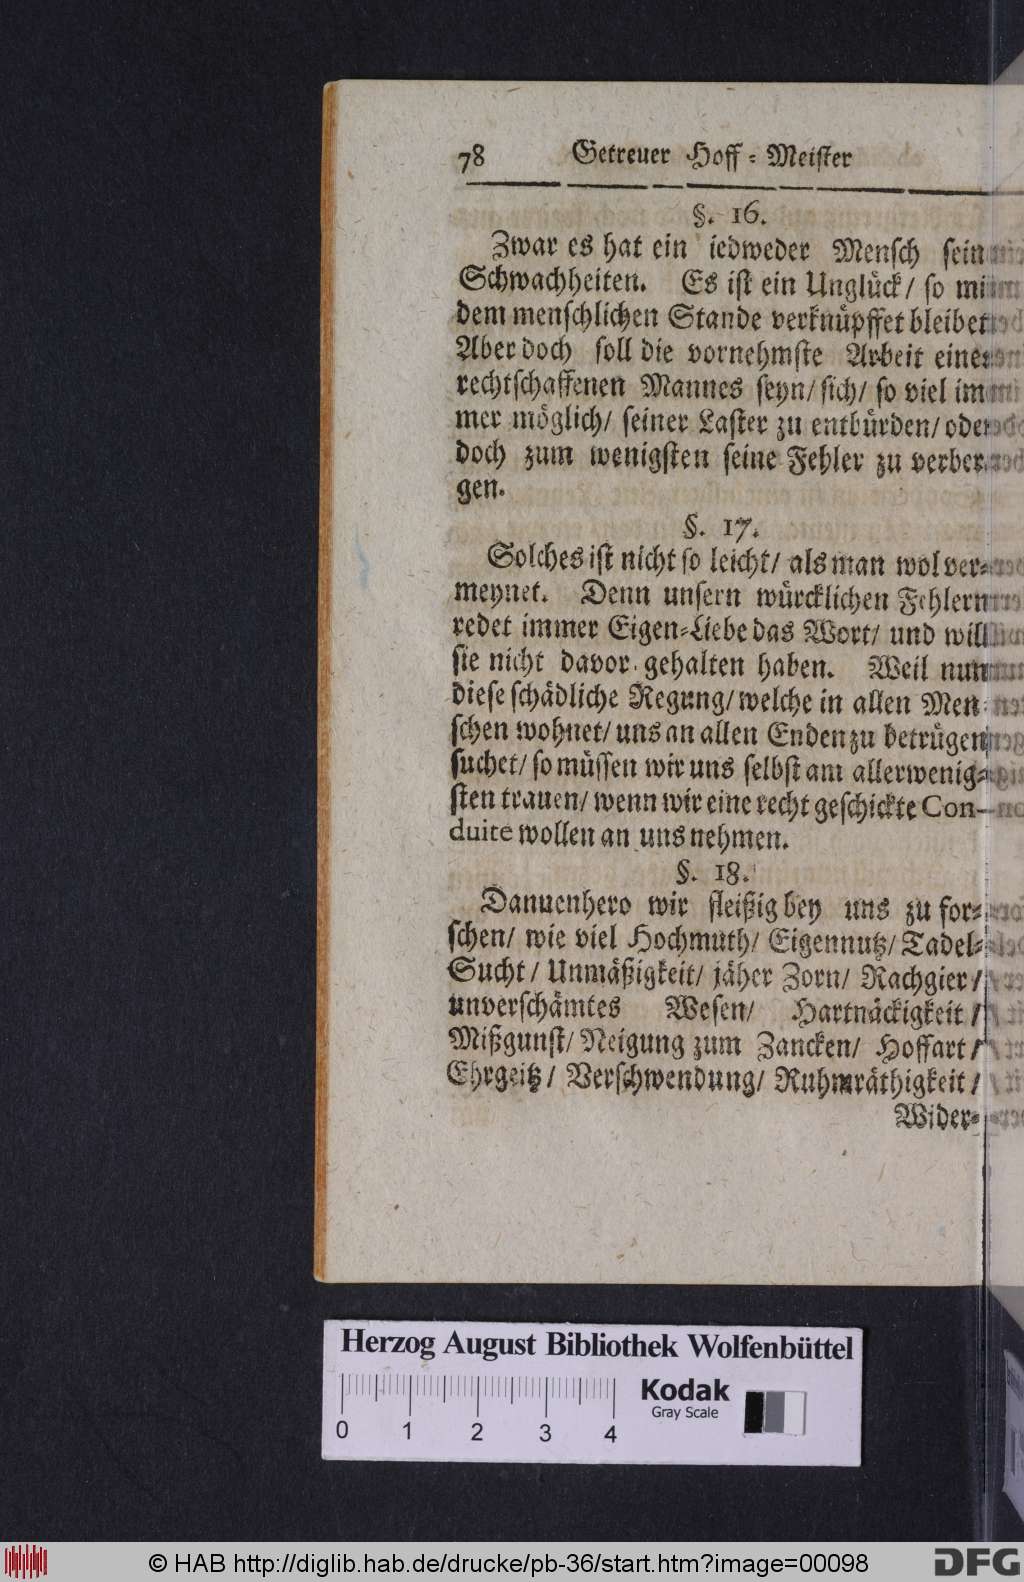 78 Getreuer Hoff-Meister
§. 16.
Zwar es hat ein iedweder Mensch sein
Schwachheiten. Es ist ein Unglück/ so mi
dem menschlichen Stande verknüpffet bleibet
Aber doch soll die vornehmste Arbeit eines
rechtschaffenen Mannes seyn/ sich/ so viel im
mer möglich/ seiner Laster zu entbürden/ oder
doch zum wenigsten seine Fehler zu verber
gen.
§. 17.
Solches ist nicht so leicht/ als man wol ver-
meynet. Denn unsern würcklichen Fehlern
redet immer Eigen-Liebe das Wort/ und will
sie nicht davor gehalten haben. Weil nun
diese schädliche Regung/ welche in allen Men-
schen wohnet/ uns an allen Enden zu betrügen
suchet/ so müssen wir uns selbst am allerwenig-
sten trauen/ wenn wir eine recht geschickte Con-
duite wollen an uns nehmen.
§. 18.
Dannenhero wir fleißig bey uns zu for-
schen/ wie viel Hochmuth/ Eigennutz/ Tadel-
Sucht/ Unmäßigkeit/ jäher Zorn/ Rachgier/
unverschämtes Wesen/ Hartnäckigkeit/
Mißgunst/ Neigung zum Zancken/ Hoffart/
Ehrgeitz/ Verschwendung/ Ruhmräthigkeit/
Wider-
Herzog August Bibliothek Wolfenbüttel
Kodak
Gray Scale
0 1 2 3 4
© HAB http://diglib.hab.de/drucke/pb-36/start.htm?image=00098
DFG